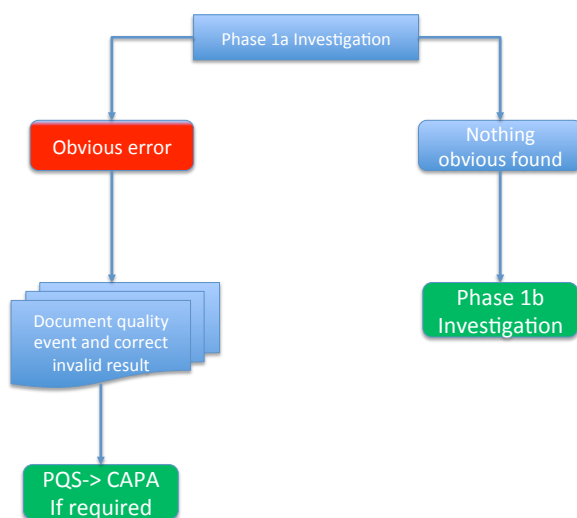 Phase 1a Investigation
Obvious error
Nothing
obvious found
Document quality
event and correct
invalid result
Phase 1b
Investigation
PQS-> CAPA
If required